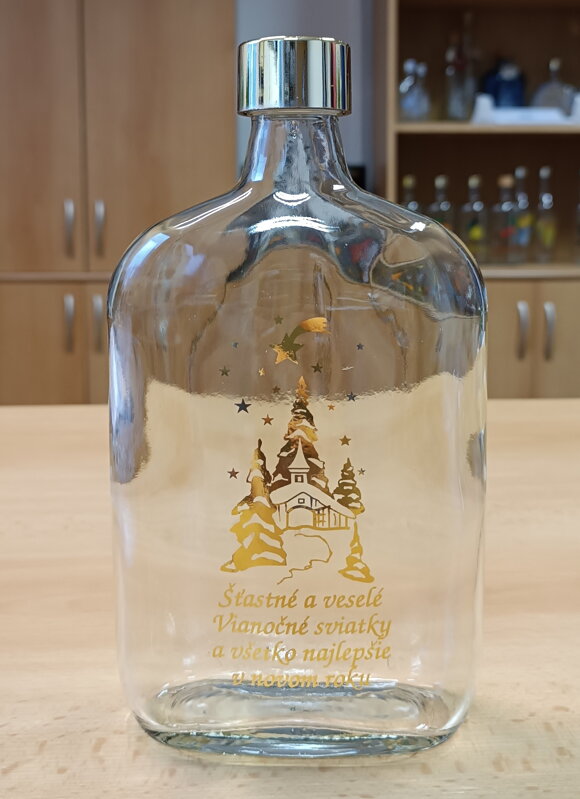 Šťastné a veselé
Vianočné sviatky
a všetko najlepšie
v novom roku